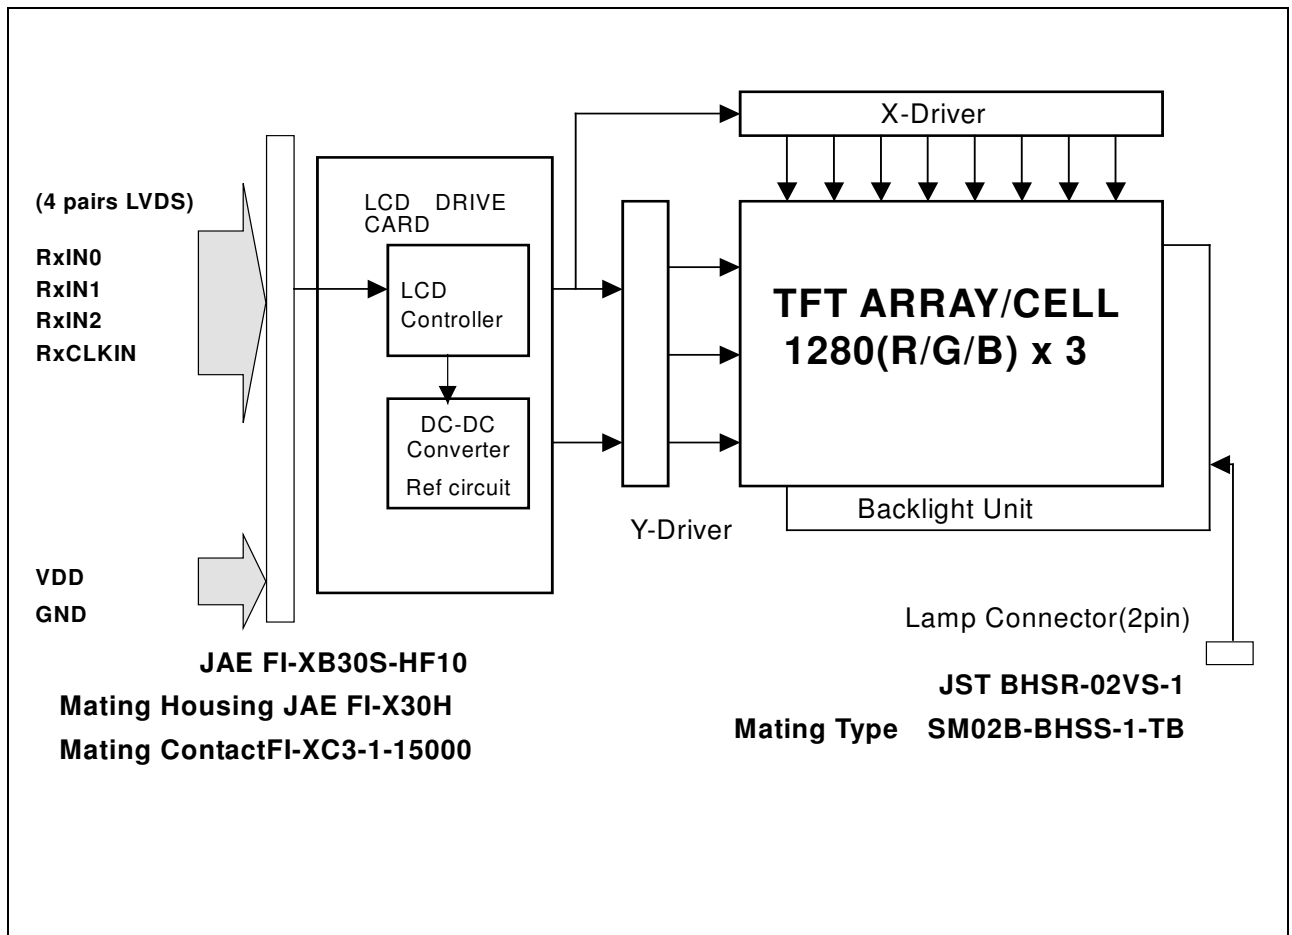 X-Driver
(4 pairs LVDS)
RxIN0
RxIN1
RxIN2
RxCLKIN
LCD DRIVE
CARD
LCD
Controller
DC-DC
Converter
Ref circuit
TFT ARRAY/CELL
1280(R/G/B) x 3
Backlight Unit
Y-Driver
VDD
GND
Lamp Connector(2pin)
JAE FI-XB30S-HF10
Mating Housing JAE FI-X30H
Mating ContactFI-XC3-1-15000
JST BHSR-02VS-1
Mating Type SM02B-BHSS-1-TB